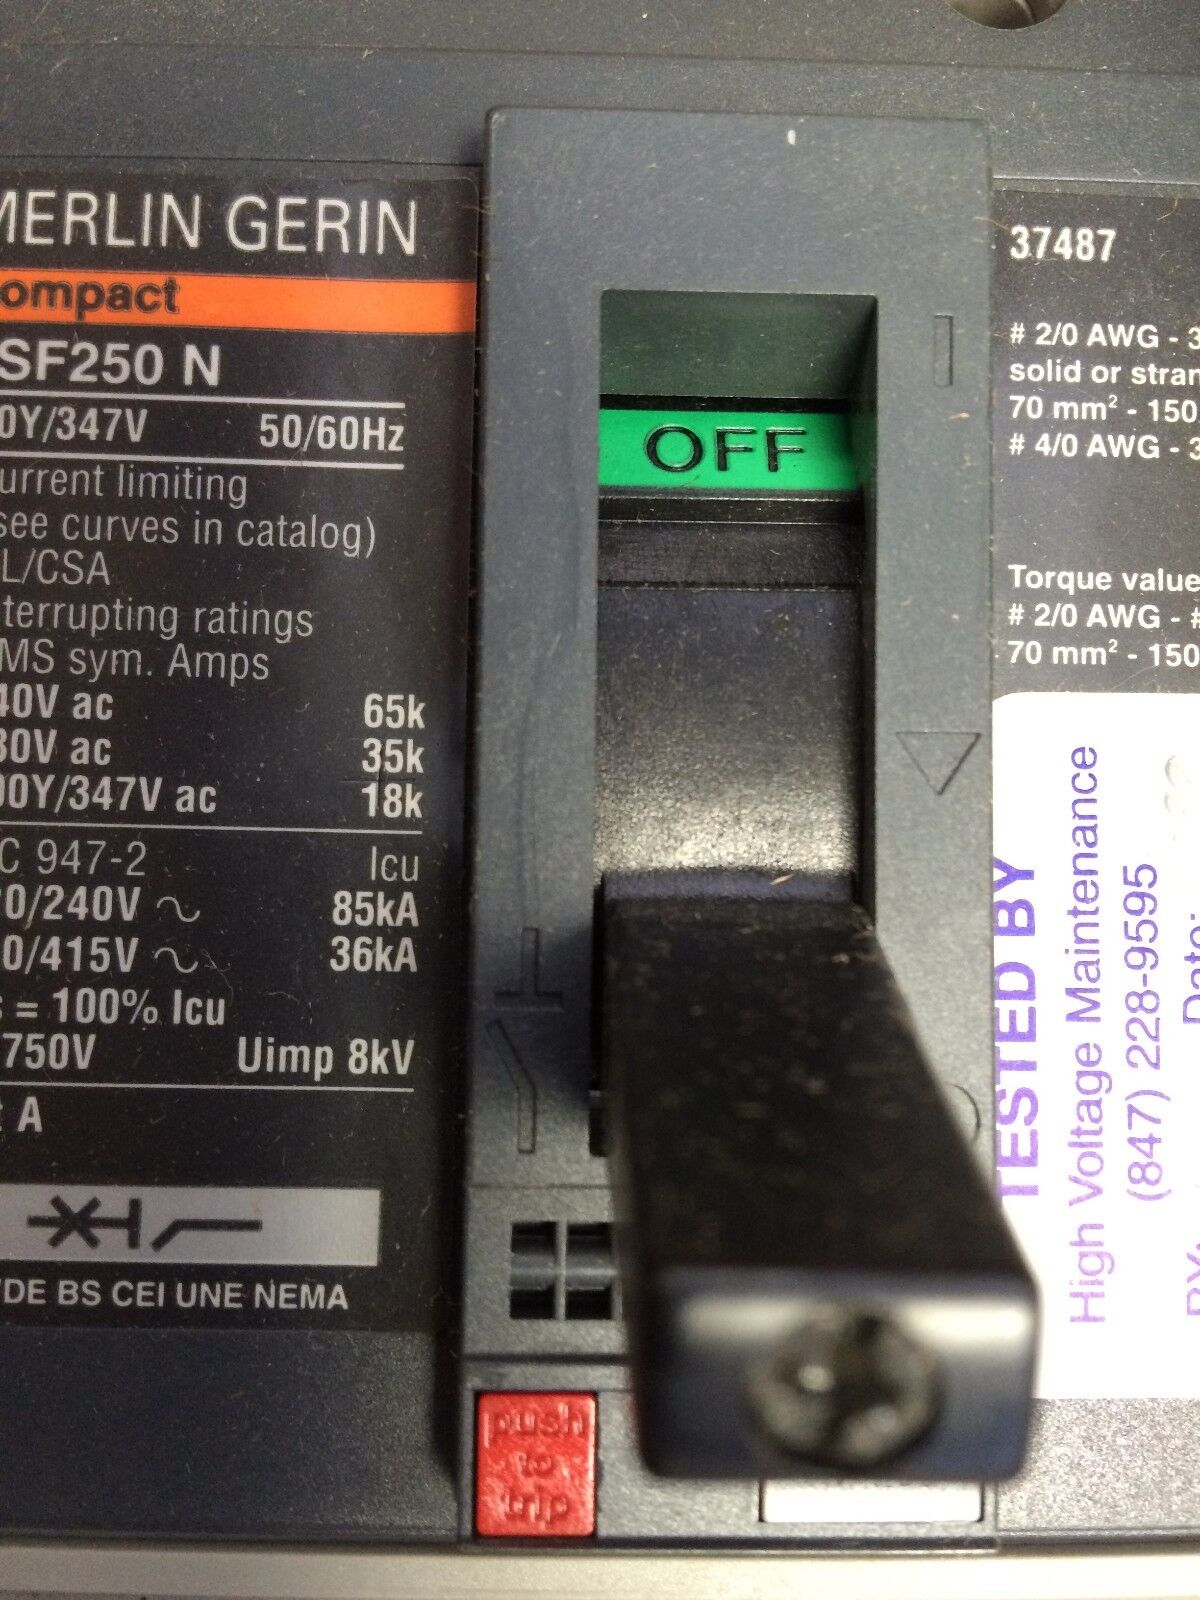 MERLIN GERIN
ompact
SF250 N
0Y/347V 50/60Hz
urrent limiting
see curves in catalog)
L/CSA
terrupting ratings
MS sym. Amps
40V ac 65k
80V ac 35k
00Y/347V ac 18k
C 947-2 Icu
20/240V ~ 85kA
0/415V ~ 36kA
s = 100% Icu
750V Uimp 8kV
t A
VDE BS CEI UNE NEMA
OFF
I
push
to
trip
37487
# 2/0 AWG - 3
solid or stran
70 mm² - 150
# 4/0 AWG - 3
Torque value
# 2/0 AWG - #
70 mm² - 150
TESTED BY
High Voltage Maintenance
(847) 228-9595
Date:
BY: